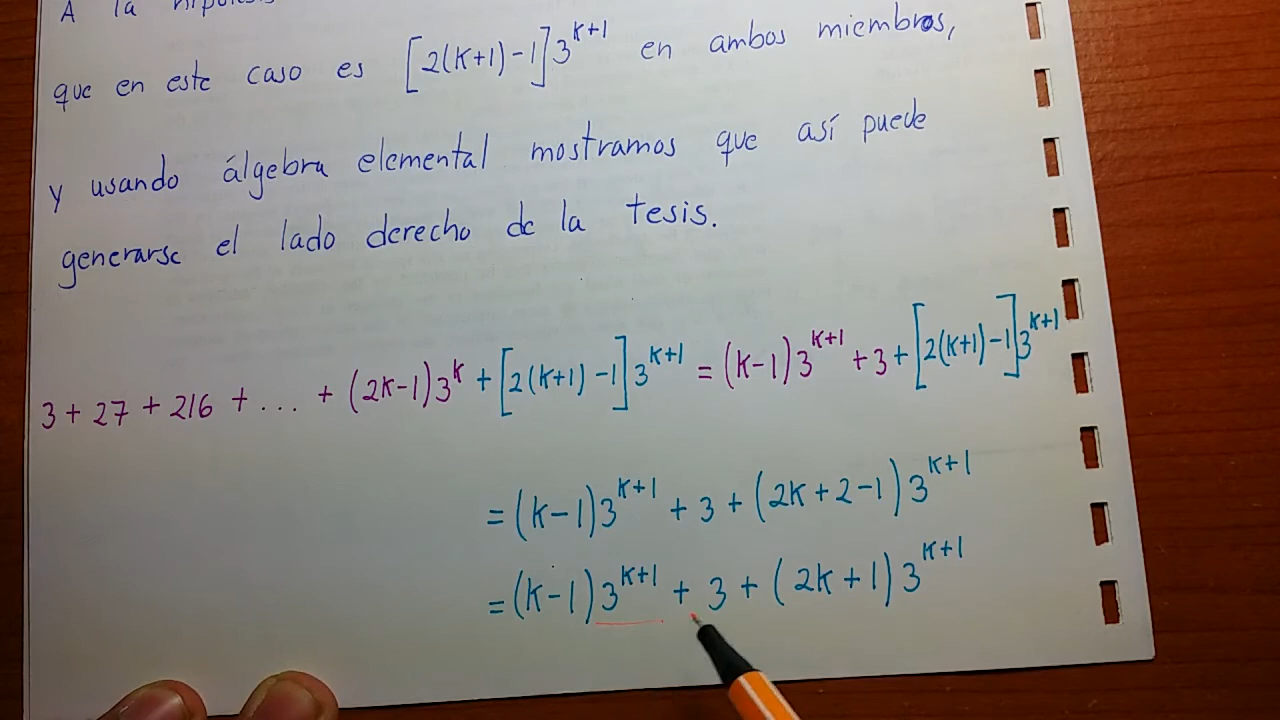 A la hipótesis
que en este caso es [2(k+1)-1]3^{k+1} en ambos miembros,
y usando álgebra elemental mostramos que así puede
generarse el lado derecho de la tesis.
3 + 27 + 216 + ... + (2k-1)3^k + [2(k+1)-1]3^{k+1} = (k-1)3^{k+1} + 3 + [2(k+1)-1]3^{k+1}
= (k-1)3^{k+1} + 3 + (2k+2-1)3^{k+1}
= (k-1)3^{k+1} + 3 + (2k+1)3^{k+1}